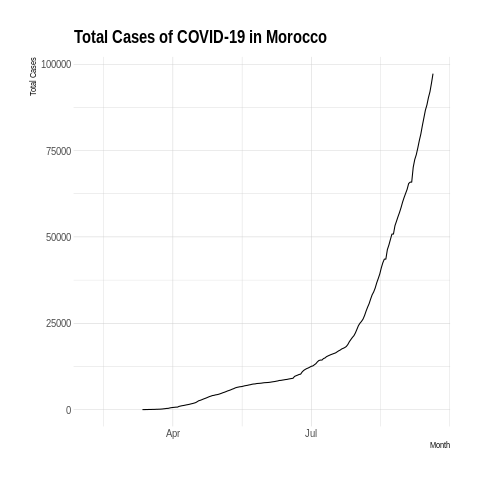 Total Cases of COVID-19 in Morocco
Total Cases
100000
75000
50000
25000
0
Apr
Jul
Month